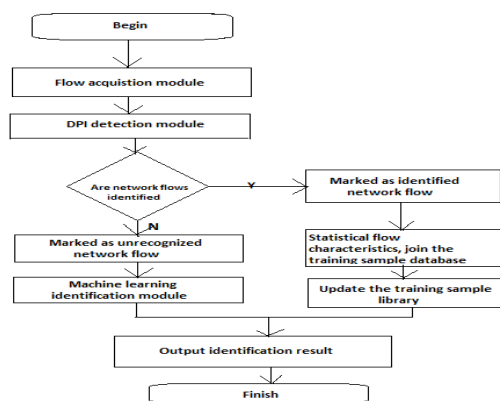 Begin
Flow acquistion module
DPI detection module
Are network flows
identified
Y
Marked as identified network
flow
N
Marked as unrecognized
network flow
Statistical flow
characteristics, join the
training sample database
Machine learning
identification module
Update the training sample
library
Output identification result
Finish